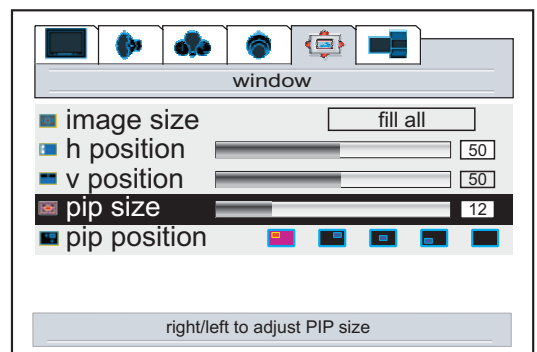 window
image size fill all
h position 50
v position 50
pip size 12
pip position
right/left to adjust PIP size